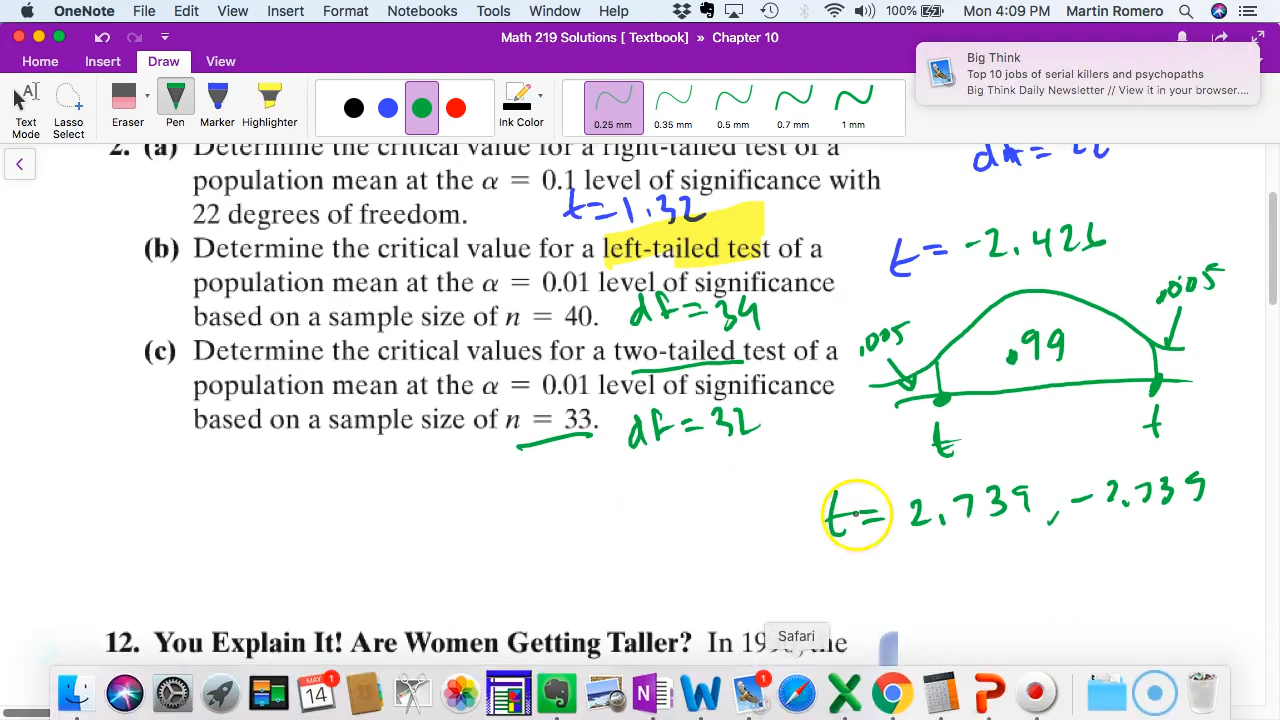 OneNote File Edit View Insert Format Notebooks Tools Window Help 100% Mon 4:09 PM Martin Romero
Math 219 Solutions [ Textbook] » Chapter 10
Home Insert Draw View
Big Think
Top 10 jobs of serial killers and psychopaths
Big Think Daily Newsletter // View it in your browser....
Text Mode
Lasso Select
Eraser
Pen
Marker
Highlighter
Ink Color
0.25 mm 0.35 mm 0.5 mm 0.7 mm 1 mm
2. (a) Determine the critical value for a right-tailed test of a
population mean at the α = 0.1 level of significance with
22 degrees of freedom.
t = 1.32
df = 22
(b) Determine the critical value for a left-tailed test of a
population mean at the α = 0.01 level of significance
based on a sample size of n = 40.
df = 39
t = -2.426
(c) Determine the critical values for a two-tailed test of a
population mean at the α = 0.01 level of significance
based on a sample size of n = 33.
df = 32
.005
.99
.005
t
t
t = 2.739, -2.739
Safari
12. You Explain It! Are Women Getting Taller? In
the
MAY
14
1
1